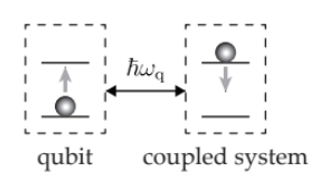 ħω_q
qubit
coupled system